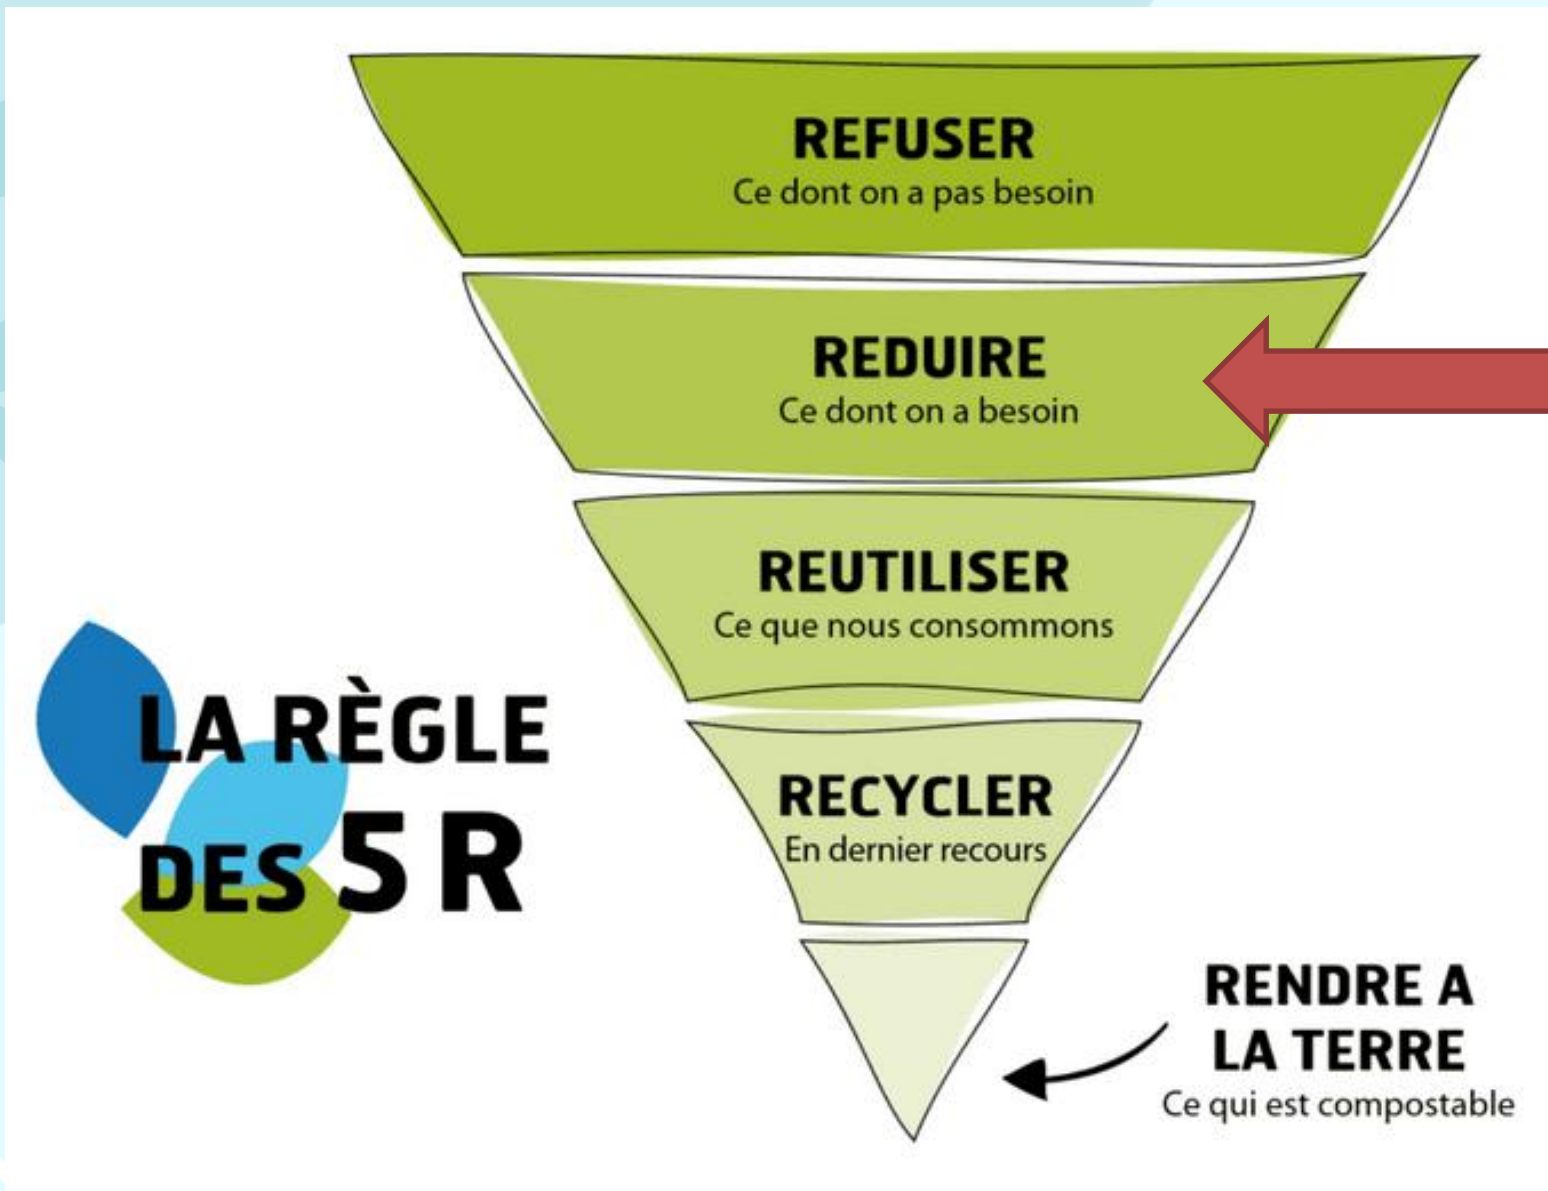 REFUSER
Ce dont on a pas besoin
REDUIRE
Ce dont on a besoin
REUTILISER
Ce que nous consommons
LA RÈGLE
DES 5 R
RECYCLER
En dernier recours
RENDRE A
LA TERRE
Ce qui est compostable